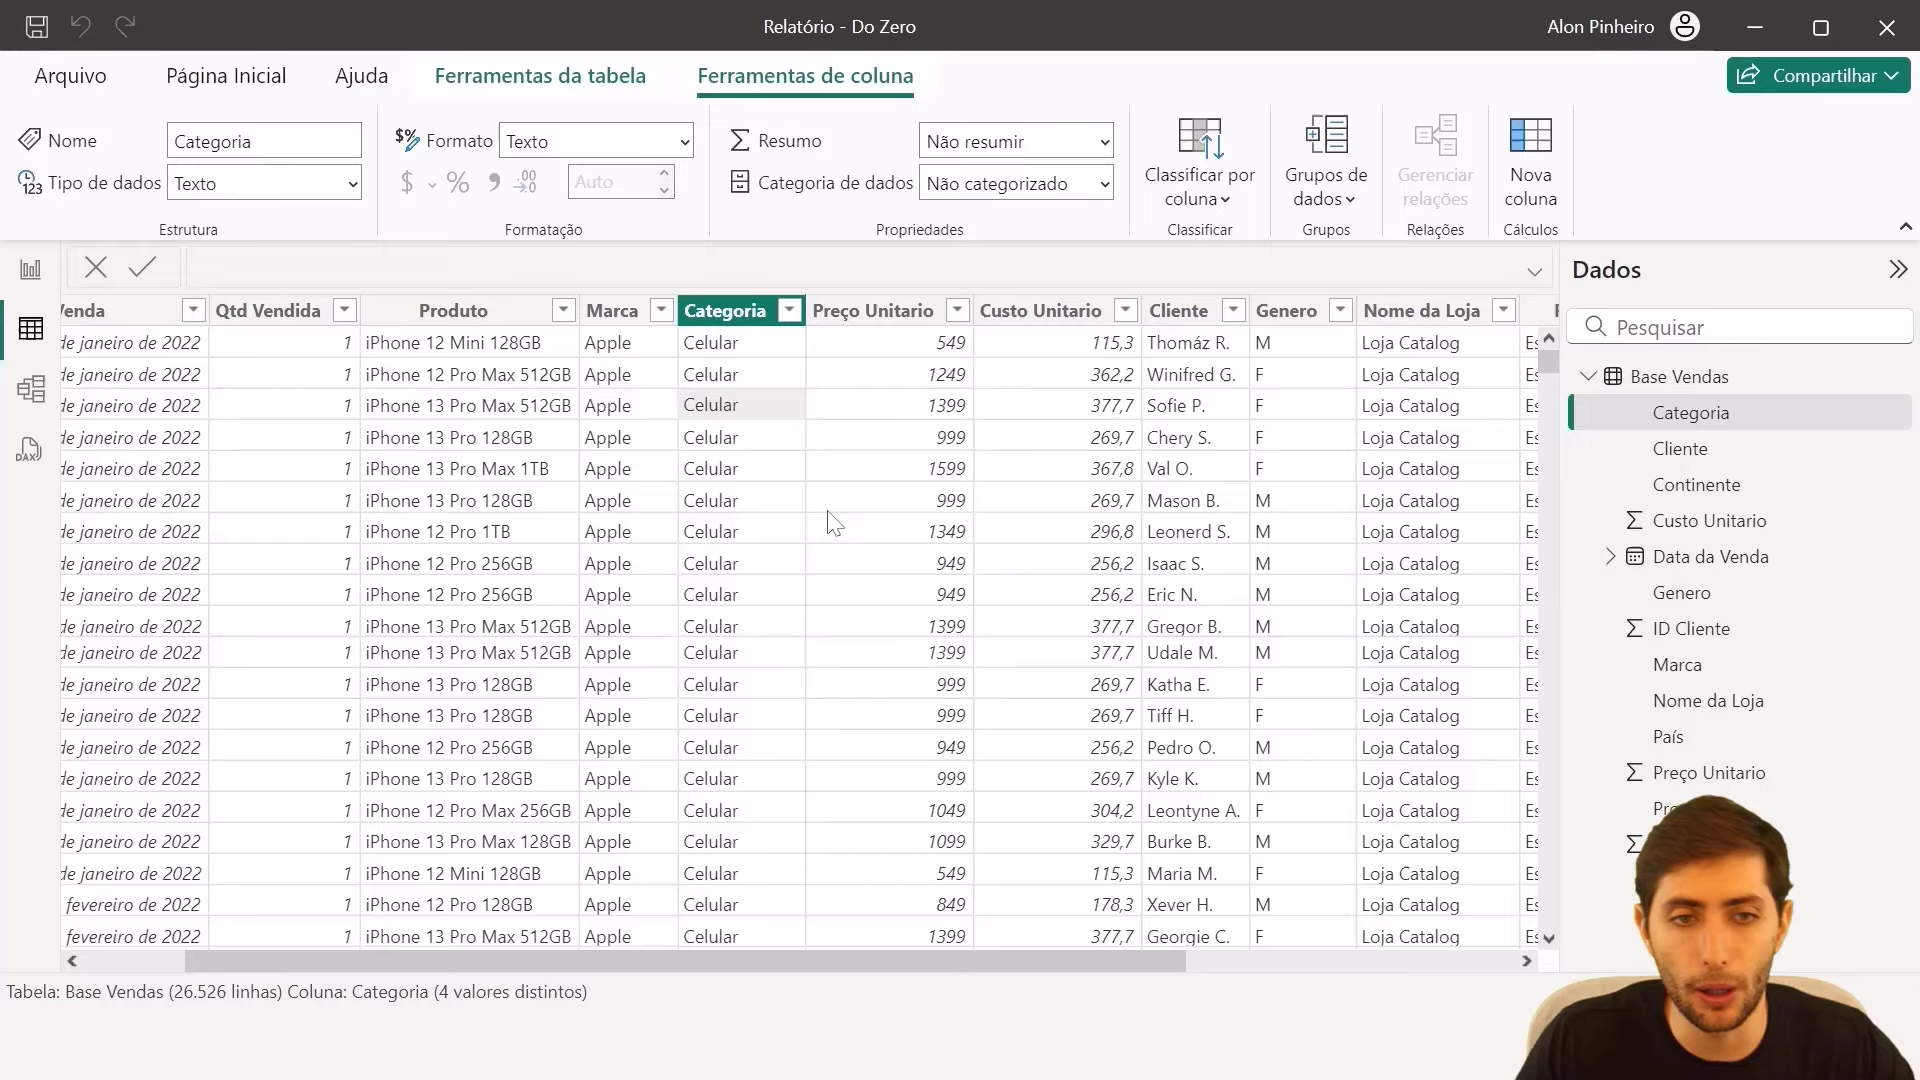 Relatório - Do Zero
Alon Pinheiro
Arquivo
Página Inicial
Ajuda
Ferramentas da tabela
Ferramentas de coluna
Compartilhar
Nome
Categoria
Tipo de dados
Texto
Estrutura
Formato
Texto
Auto
Formatação
Resumo
Não resumir
Categoria de dados
Não categorizado
Propriedades
Classificar por
coluna
Classificar
Grupos de
dados
Grupos
Gerenciar
relações
Relações
Nova
coluna
Cálculos
Venda Qtd Vendida Produto Marca Categoria Preço Unitario Custo Unitario Cliente Genero Nome da Loja
de janeiro de 2022 1 iPhone 12 Mini 128GB Apple Celular 549 115,3 Thomáz R. M Loja Catalog Es
de janeiro de 2022 1 iPhone 12 Pro Max 512GB Apple Celular 1249 362,2 Winifred G. F Loja Catalog Es
de janeiro de 2022 1 iPhone 13 Pro Max 512GB Apple Celular 1399 377,7 Sofie P. F Loja Catalog Es
de janeiro de 2022 1 iPhone 13 Pro 128GB Apple Celular 999 269,7 Chery S. F Loja Catalog Es
de janeiro de 2022 1 iPhone 13 Pro Max 1TB Apple Celular 1599 367,8 Val O. F Loja Catalog Es
de janeiro de 2022 1 iPhone 13 Pro 128GB Apple Celular 999 269,7 Mason B. M Loja Catalog Es
de janeiro de 2022 1 iPhone 12 Pro 1TB Apple Celular 1349 296,8 Leonerd S. M Loja Catalog Es
de janeiro de 2022 1 iPhone 12 Pro 256GB Apple Celular 949 256,2 Isaac S. M Loja Catalog Es
de janeiro de 2022 1 iPhone 12 Pro 256GB Apple Celular 949 256,2 Eric N. M Loja Catalog Es
de janeiro de 2022 1 iPhone 13 Pro Max 512GB Apple Celular 1399 377,7 Gregor B. M Loja Catalog Es
de janeiro de 2022 1 iPhone 13 Pro Max 512GB Apple Celular 1399 377,7 Udale M. M Loja Catalog Es
de janeiro de 2022 1 iPhone 13 Pro 128GB Apple Celular 999 269,7 Katha E. F Loja Catalog Es
de janeiro de 2022 1 iPhone 13 Pro 128GB Apple Celular 999 269,7 Tiff H. F Loja Catalog Es
de janeiro de 2022 1 iPhone 12 Pro 256GB Apple Celular 949 256,2 Pedro O. M Loja Catalog Es
de janeiro de 2022 1 iPhone 13 Pro 128GB Apple Celular 999 269,7 Kyle K. M Loja Catalog Es
de janeiro de 2022 1 iPhone 12 Pro Max 256GB Apple Celular 1049 304,2 Leontyne A. F Loja Catalog Es
de janeiro de 2022 1 iPhone 13 Pro Max 128GB Apple Celular 1099 329,7 Burke B. M Loja Catalog Es
de janeiro de 2022 1 iPhone 12 Mini 128GB Apple Celular 549 115,3 Maria M. F Loja Catalog Es
fevereiro de 2022 1 iPhone 12 Pro 128GB Apple Celular 849 178,3 Xever H. M Loja Catalog Es
fevereiro de 2022 1 iPhone 13 Pro Max 512GB Apple Celular 1399 377,7 Georgie C. F Loja Catalog Es
Tabela: Base Vendas (26.526 linhas) Coluna: Categoria (4 valores distintos)
Dados
Pesquisar
Base Vendas
Categoria
Cliente
Continente
Custo Unitario
Data da Venda
Genero
ID Cliente
Marca
Nome da Loja
País
Preço Unitario